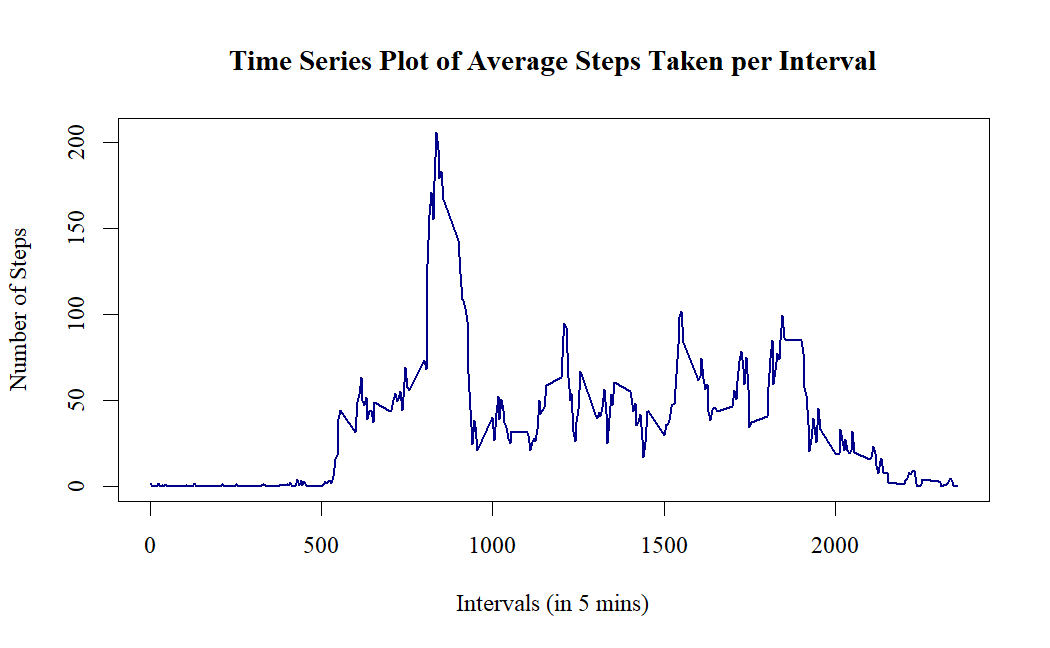 Time Series Plot of Average Steps Taken per Interval
Number of Steps
200
150
100
50
0
0 500 1000 1500 2000
Intervals (in 5 mins)